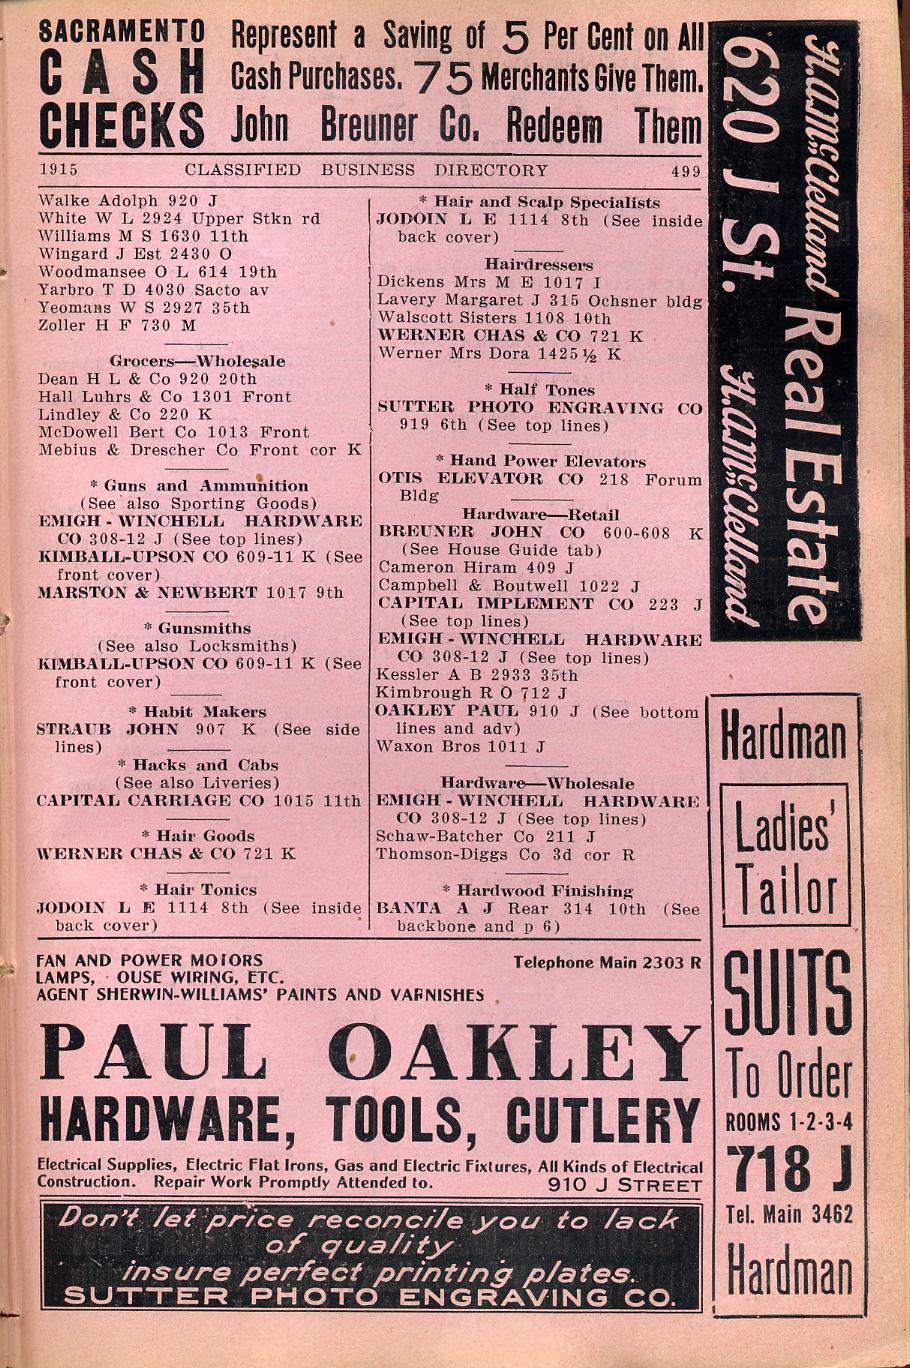 SACRAMENTO
CASH
CHECKS
Represent a Saving of 5 Per Cent on All
Cash Purchases. 75 Merchants Give Them.
John Breuner Co. Redeem Them
1915 CLASSIFIED BUSINESS DIRECTORY 499
Walke Adolph 920 J
White W L 2924 Upper Stkn rd
Williams M S 1630 11th
Wingard J Est 2430 O
Woodmansee O L 614 19th
Yarbro T D 4030 Sacto av
Yeomans W S 2927 35th
Zoller H F 730 M
Grocers—Wholesale
Dean H L & Co 920 20th
Hall Luhrs & Co 1301 Front
Lindley & Co 220 K
McDowell Bert Co 1013 Front
Mebius & Drescher Co Front cor K
* Guns and Ammunition
(See also Sporting Goods)
EMIGH-WINCHELL HARDWARE
CO 308-12 J (See top lines)
KIMBALL-UPSON CO 609-11 K (See
front cover)
MARSTON & NEWBERT 1017 9th
* Gunsmiths
(See also Locksmiths)
KIMBALL-UPSON CO 609-11 K (See
front cover)
* Habit Makers
STRAUB JOHN 907 K (See side
lines)
* Hacks and Cabs
(See also Liveries)
CAPITAL CARRIAGE CO 1015 11th
* Hair Goods
WERNER CHAS & CO 721 K
* Hair Tonics
JODOIN L E 1114 8th (See inside
back cover)
* Hair and Scalp Specialists
JODOIN L E 1114 8th (See inside
back cover)
Hairdressers
Dickens Mrs M E 1017 I
Lavery Margaret J 315 Ochsner bldg
Walscott Sisters 1108 10th
WERNER CHAS & CO 721 K
Werner Mrs Dora 1425½ K
* Half Tones
SUTTER PHOTO ENGRAVING CO
919 6th (See top lines)
* Hand Power Elevators
OTIS ELEVATOR CO 218 Forum
Bldg
Hardware—Retail
BREUNER JOHN CO 600-608 K
(See House Guide tab)
Cameron Hiram 409 J
Campbell & Boutwell 1022 J
CAPITAL IMPLEMENT CO 223 J
(See top lines)
EMIGH-WINCHELL HARDWARE
CO 308-12 J (See top lines)
Kessler A B 2933 35th
Kimbrough R O 712 J
OAKLEY PAUL 910 J (See bottom
lines and adv)
Waxon Bros 1011 J
Hardware—Wholesale
EMIGH-WINCHELL HARDWARE
CO 308-12 J (See top lines)
Schaw-Batcher Co 211 J
Thomson-Diggs Co 3d cor R
* Hardwood Finishing
BANTA A J Rear 314 10th (See
backbone and p 6)
H.A. McClelland Real Estate H.A. McClelland
620 J St.
Hardman
Ladies'
Tailor
SUITS
To Order
ROOMS 1-2-3-4
718 J
Tel. Main 3462
Hardman
FAN AND POWER MOTORS
LAMPS, OUSE WIRING, ETC.
AGENT SHERWIN-WILLIAMS' PAINTS AND VARNISHES
Telephone Main 2303 R
PAUL OAKLEY
HARDWARE, TOOLS, CUTLERY
Electrical Supplies, Electric Flat Irons, Gas and Electric Fixtures, All Kinds of Electrical
Construction. Repair Work Promptly Attended to. 910 J STREET
Don't let price reconcile you to lack
of quality
insure perfect printing plates.
SUTTER PHOTO ENGRAVING CO.